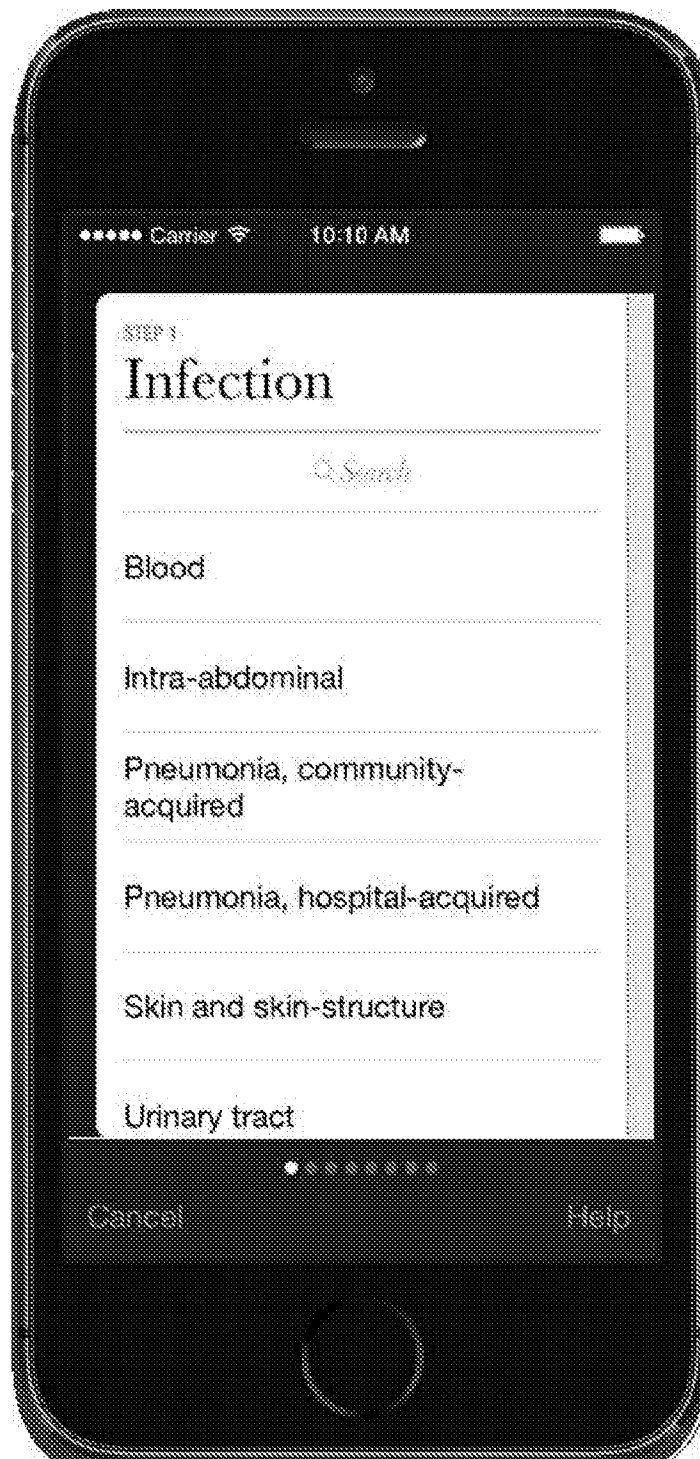 Carrier 10:10 AM
STEP 1
Infection
Search
Blood
Intra-abdominal
Pneumonia, community-
acquired
Pneumonia, hospital-acquired
Skin and skin-structure
Urinary tract
Cancel Help